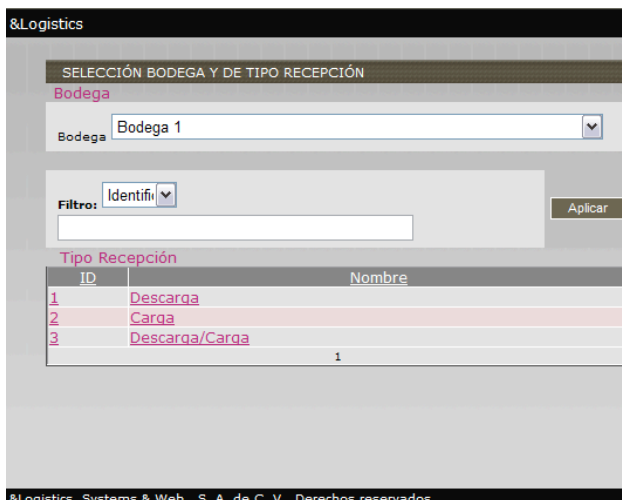 &Logistics
SELECCIÓN BODEGA Y DE TIPO RECEPCIÓN
Bodega
Bodega Bodega 1
Filtro: Identifi
Aplicar
Tipo Recepción
ID Nombre
1 Descarga
2 Carga
3 Descarga/Carga
1
&Logistics, Systems & Web, S. A. de C. V., Derechos reservados